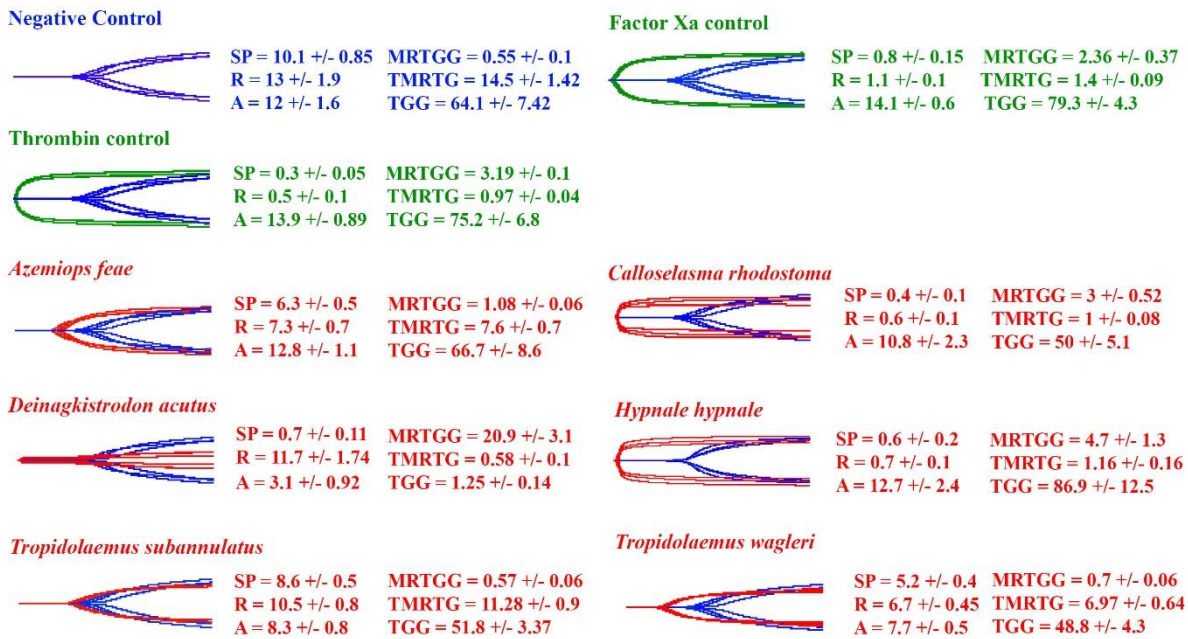 Negative Control
SP = 10.1 +/- 0.85 MRTGG = 0.55 +/- 0.1
R = 13 +/- 1.9 TMRTG = 14.5 +/- 1.42
A = 12 +/- 1.6 TGG = 64.1 +/- 7.42
Factor Xa control
SP = 0.8 +/- 0.15 MRTGG = 2.36 +/- 0.37
R = 1.1 +/- 0.1 TMRTG = 1.4 +/- 0.09
A = 14.1 +/- 0.6 TGG = 79.3 +/- 4.3
Thrombin control
SP = 0.3 +/- 0.05 MRTGG = 3.19 +/- 0.1
R = 0.5 +/- 0.1 TMRTG = 0.97 +/- 0.04
A = 13.9 +/- 0.89 TGG = 75.2 +/- 6.8
Azemiops feae
SP = 6.3 +/- 0.5 MRTGG = 1.08 +/- 0.06
R = 7.3 +/- 0.7 TMRTG = 7.6 +/- 0.7
A = 12.8 +/- 1.1 TGG = 66.7 +/- 8.6
Calloselasma rhodostoma
SP = 0.4 +/- 0.1 MRTGG = 3 +/- 0.52
R = 0.6 +/- 0.1 TMRTG = 1 +/- 0.08
A = 10.8 +/- 2.3 TGG = 50 +/- 5.1
Deinagkistrodon acutus
SP = 0.7 +/- 0.11 MRTGG = 20.9 +/- 3.1
R = 11.7 +/- 1.74 TMRTG = 0.58 +/- 0.1
A = 3.1 +/- 0.92 TGG = 1.25 +/- 0.14
Hypnale hypnale
SP = 0.6 +/- 0.2 MRTGG = 4.7 +/- 1.3
R = 0.7 +/- 0.1 TMRTG = 1.16 +/- 0.16
A = 12.7 +/- 2.4 TGG = 86.9 +/- 12.5
Tropidolaemus subannulatus
SP = 8.6 +/- 0.5 MRTGG = 0.57 +/- 0.06
R = 10.5 +/- 0.8 TMRTG = 11.28 +/- 0.9
A = 8.3 +/- 0.8 TGG = 51.8 +/- 3.37
Tropidolaemus wagleri
SP = 5.2 +/- 0.4 MRTGG = 0.7 +/- 0.06
R = 6.7 +/- 0.45 TMRTG = 6.97 +/- 0.64
A = 7.7 +/- 0.5 TGG = 48.8 +/- 4.3